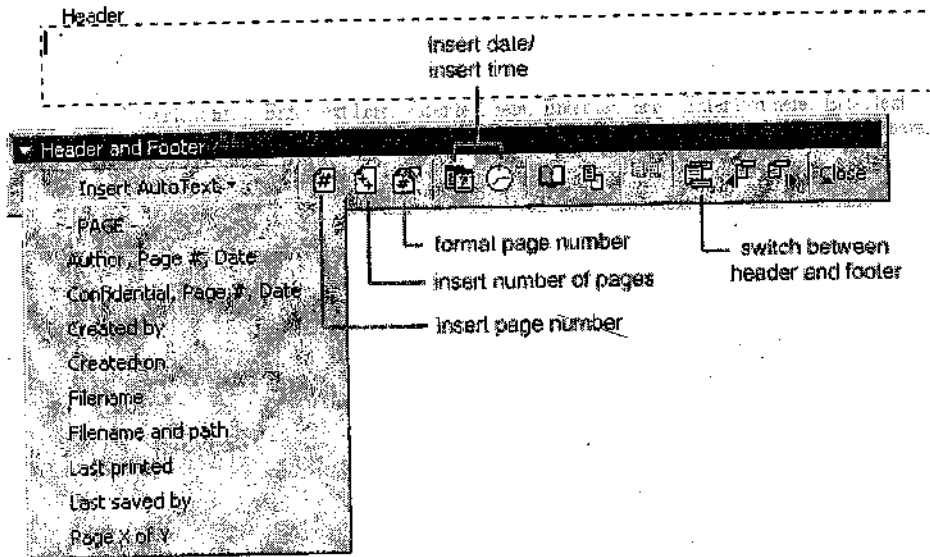 Header
insert date/
insert time
Header and Footer
Insert AutoText
Close
- PAGE -
Author, Page #, Date
Confidential, Page #, Date
Created by
Created on
Filename
Filename and path
Last printed
Last saved by
Page X of Y
formal page number
insert number of pages
insert page number
switch between
header and footer